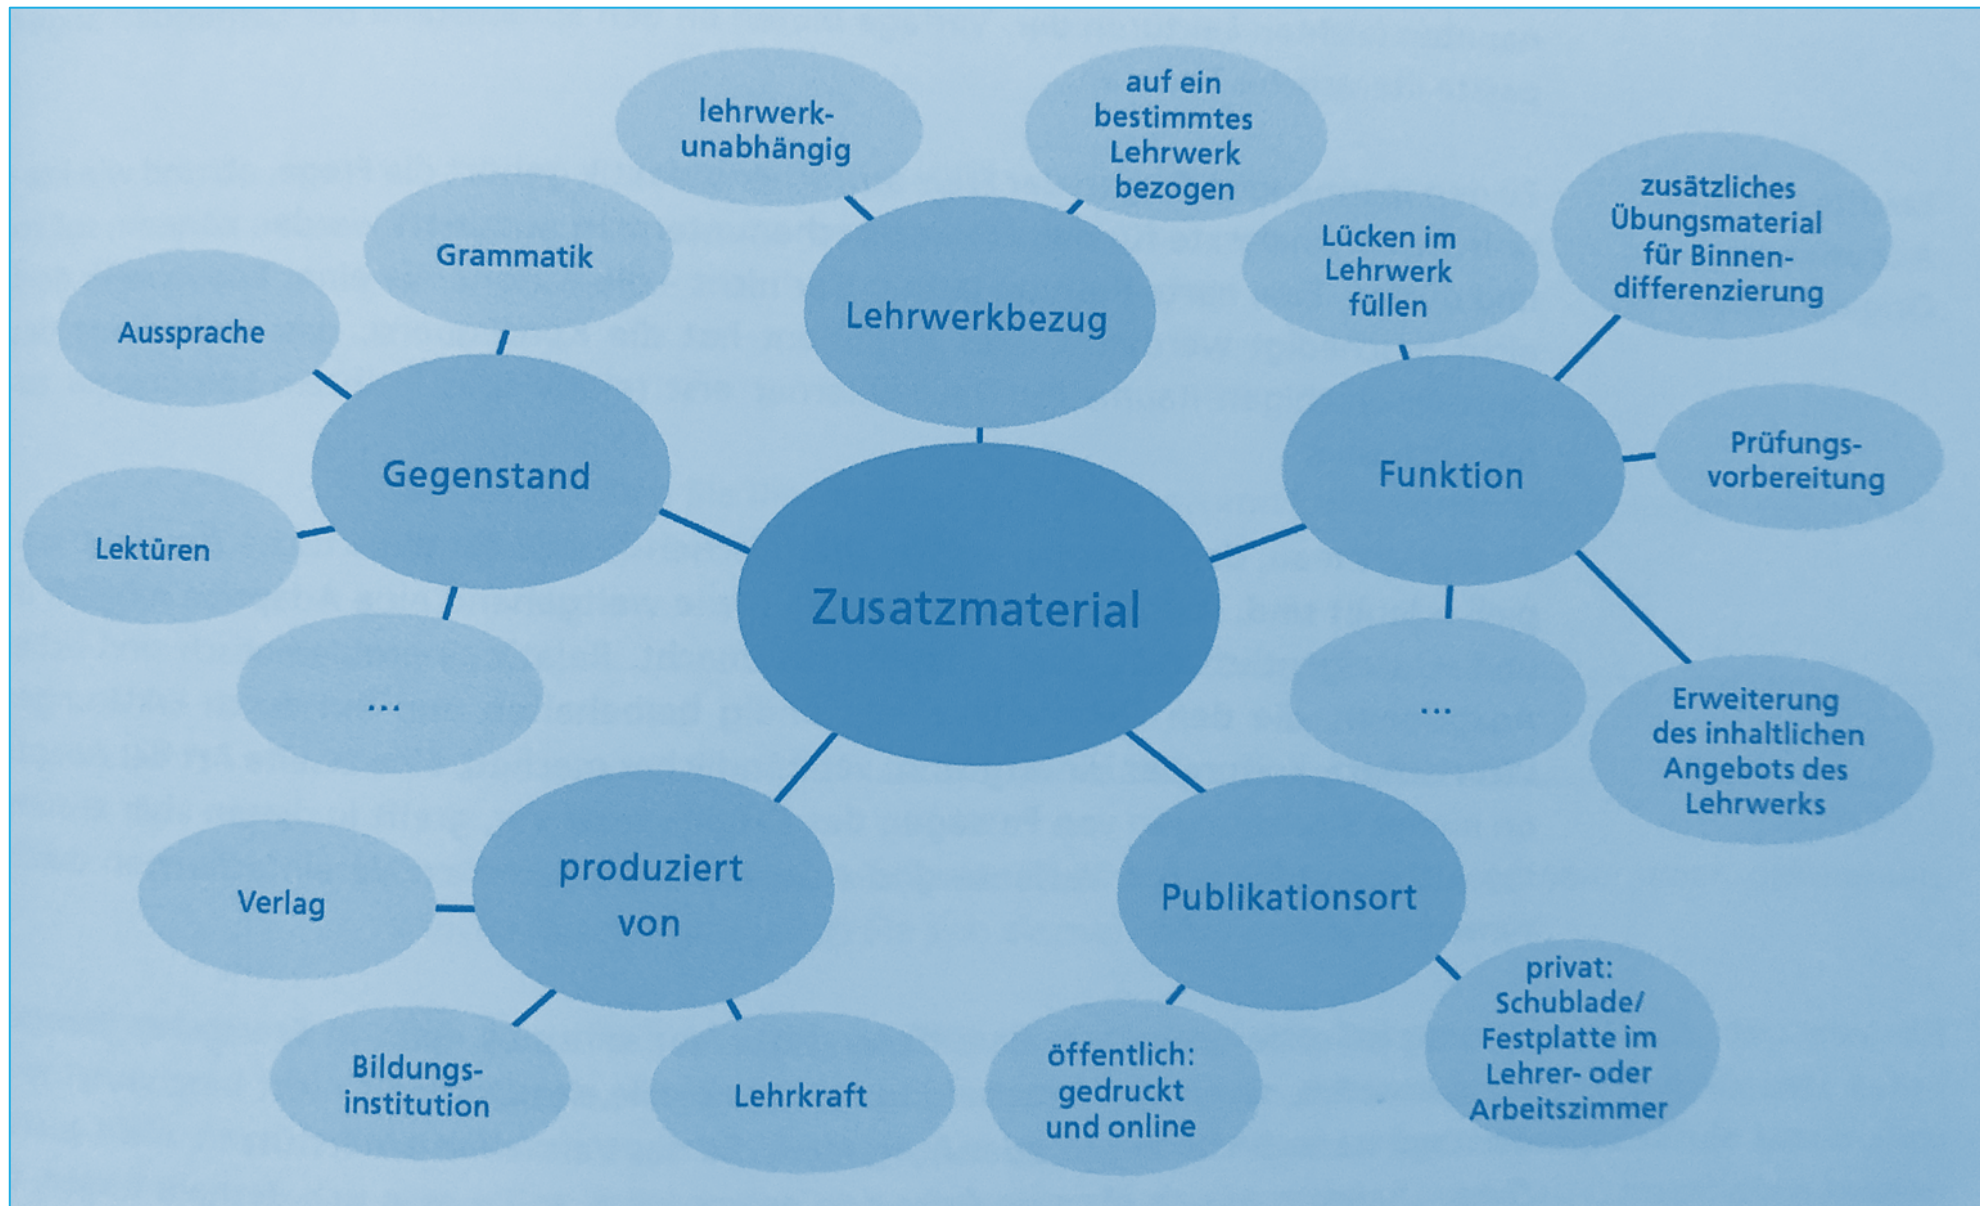 lehrwerk-
unabhängig
auf ein
bestimmtes
Lehrwerk
bezogen
Lehrwerkbezug
Grammatik
Aussprache
Gegenstand
Lektüren
...
Lücken im
Lehrwerk
füllen
zusätzliches
Übungsmaterial
für Binnen-
differenzierung
Funktion
Prüfungs-
vorbereitung
...
Erweiterung
des inhaltlichen
Angebots des
Lehrwerks
Zusatzmaterial
produziert
von
Verlag
Bildungs-
institution
Lehrkraft
Publikationsort
öffentlich:
gedruckt
und online
privat:
Schublade/
Festplatte im
Lehrer- oder
Arbeitszimmer